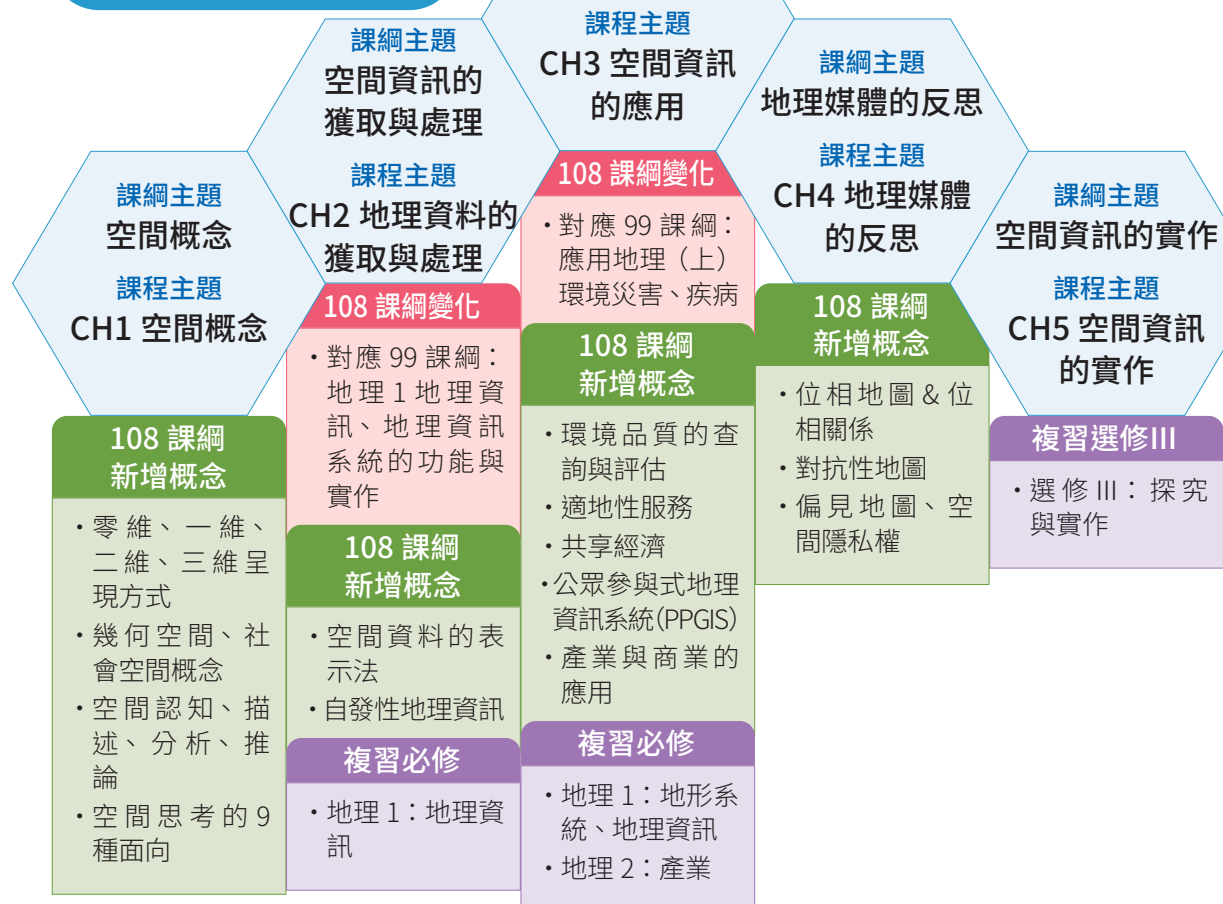 課綱主題
空間概念
課程主題
CH1 空間概念
108 課綱
新增概念
・零維、一維、
二維、三維呈
現方式
・幾何空間、社
會空間概念
・空間認知、描
述、分析、推
論
・空間思考的 9
種面向
課綱主題
空間資訊的
獲取與處理
課程主題
CH2 地理資料的
獲取與處理
108 課綱變化
・對應 99 課綱：
地理 1 地理資
訊、地理資訊
系統的功能與
實作
108 課綱
新增概念
・空間資料的表
示法
・自發性地理資訊
複習必修
・地理 1：地理資
訊
課程主題
CH3 空間資訊
的應用
108 課綱變化
・對應 99 課綱：
應用地理（上）
環境災害、疾病
108 課綱
新增概念
・環境品質的查
詢與評估
・適地性服務
・共享經濟
・公眾參與式地理
資訊系統(PPGIS)
・產業與商業的
應用
複習必修
・地理 1：地形系
統、地理資訊
・地理 2：產業
課綱主題
地理媒體的反思
課程主題
CH4 地理媒體
的反思
108 課綱
新增概念
・位相地圖 & 位
相關係
・對抗性地圖
・偏見地圖、空
間隱私權
課綱主題
空間資訊的實作
課程主題
CH5 空間資訊
的實作
複習選修III
・選修 III：探究
與實作